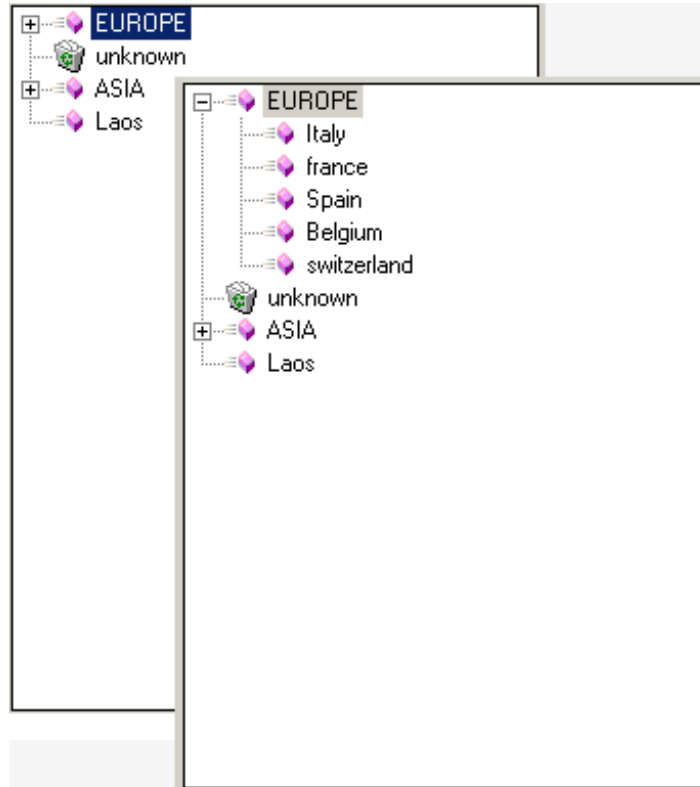 EUROPE
unknown
ASIA
Laos
EUROPE
Italy
france
Spain
Belgium
switzerland
unknown
ASIA
Laos